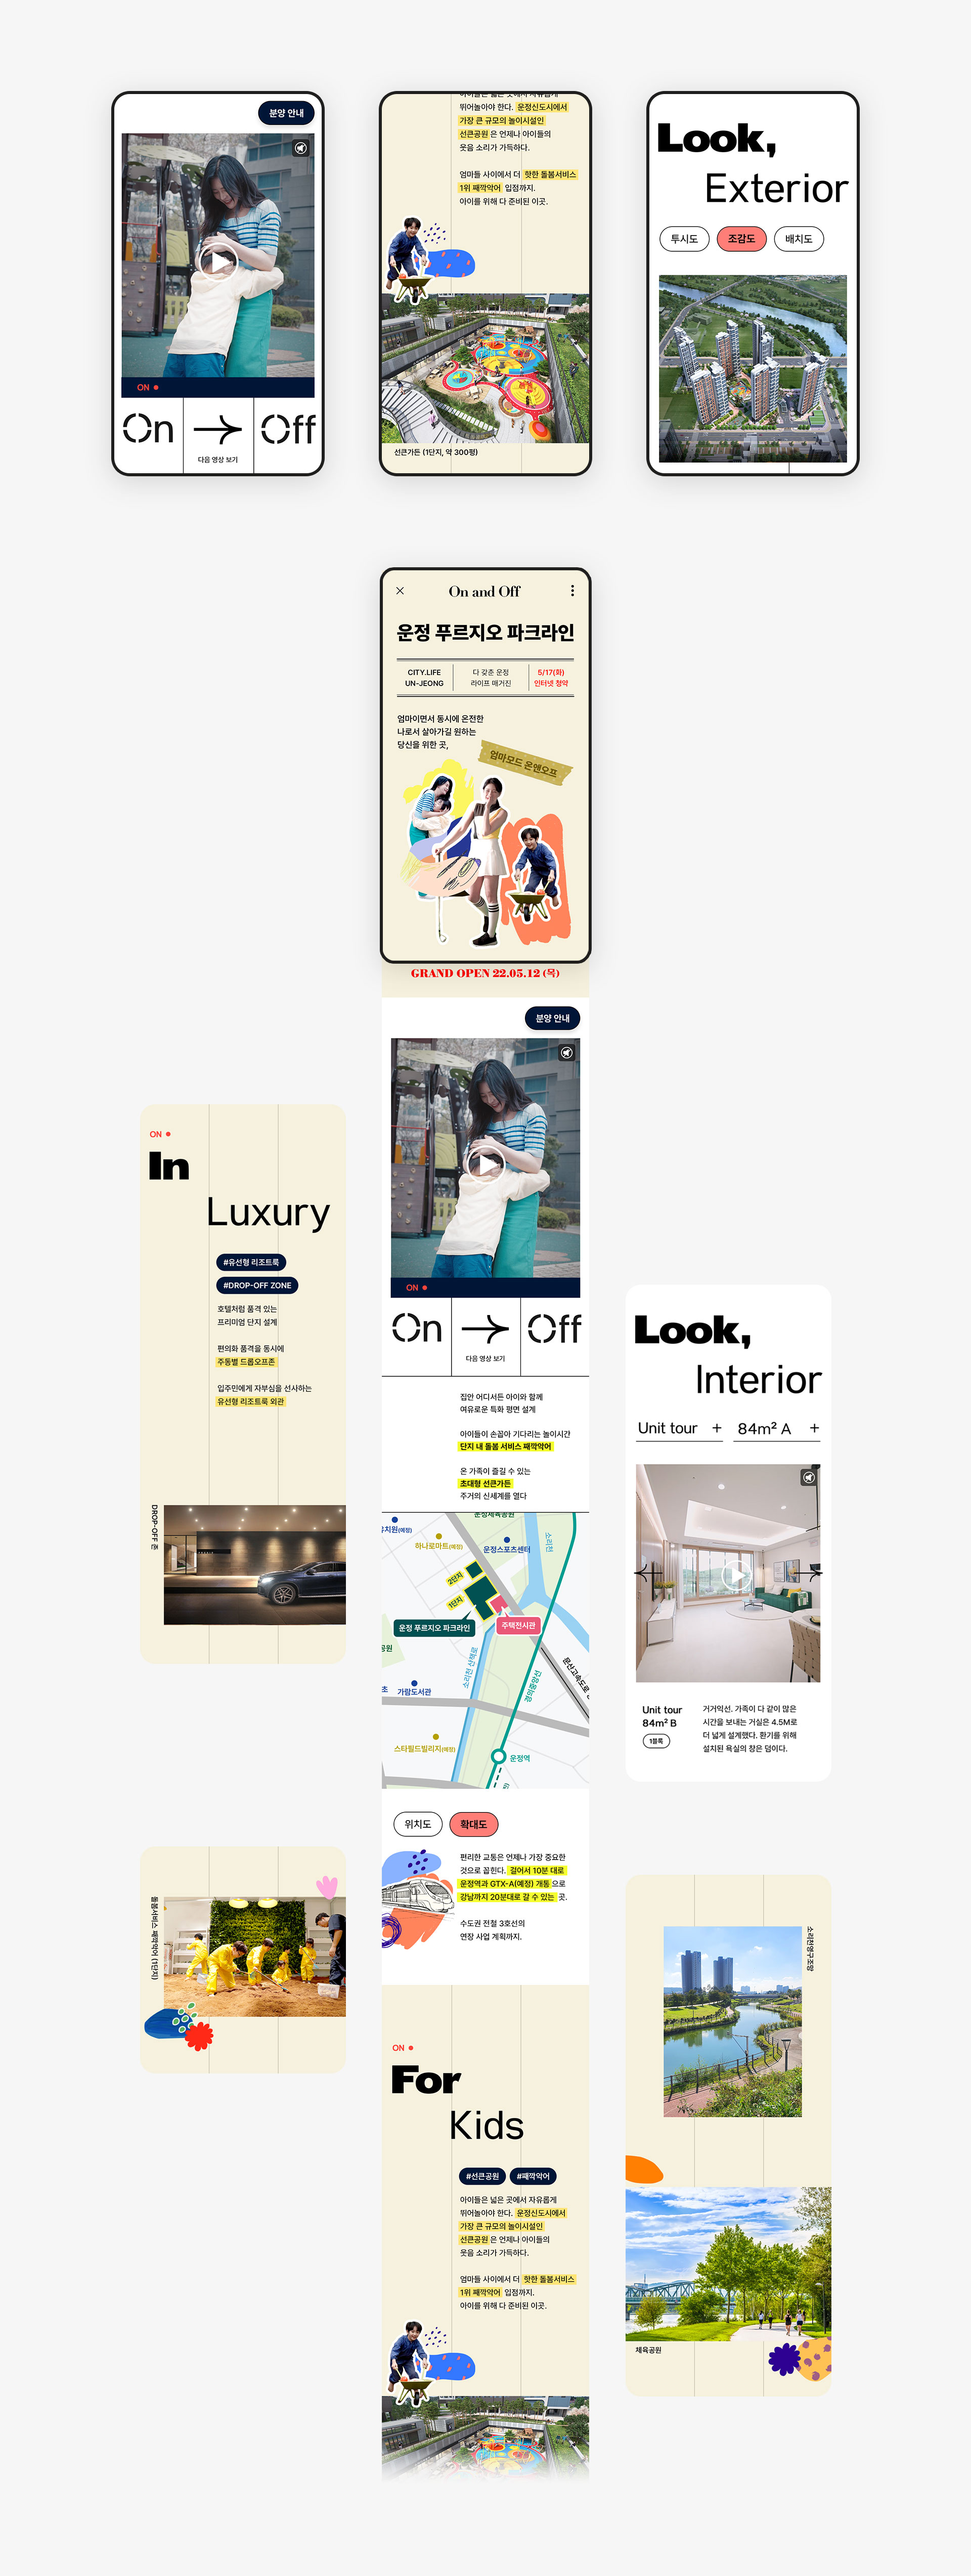 분양 안내
ON
On
다음 영상 보기
Off
뛰어놀아야 한다. 운정신도시에서
가장 큰 규모의 놀이시설인
선큰공원 은 언제나 아이들의
웃음 소리가 가득하다.
엄마들 사이에서 더 핫한 돌봄서비스
1위 째깍악어 입점까지.
아이를 위해 다 준비된 이곳.
선큰가든 (1단지, 약 300평)
Look,
Exterior
투시도
조감도
배치도
On and Off
운정 푸르지오 파크라인
CITY.LIFE
UN-JEONG
다 갖춘 운정
라이프 매거진
5/17(화)
인터넷 청약
엄마이면서 동시에 온전한
나로서 살아가길 원하는
당신을 위한 곳,
엄마모드 온앤오프
GRAND OPEN 22.05.12 (목)
분양 안내
ON
On
다음 영상 보기
Off
집안 어디서든 아이와 함께
여유로운 특화 평면 설계
아이들이 손꼽아 기다리는 놀이시간
단지 내 돌봄 서비스 째깍악어
온 가족이 즐길 수 있는
초대형 선큰가든
주거의 신세계를 열다
운정체육공원
유치원(예정)
하나로마트(예정)
운정스포츠센터
소리천
2단지
1단지
운정 푸르지오 파크라인
주택전시관
공원
소리천 산책로
경의중앙선
문산고속도로
초
가람도서관
스타필드빌리지(예정)
운정역
위치도
확대도
편리한 교통은 언제나 가장 중요한
것으로 꼽힌다. 걸어서 10분 대로
운정역과 GTX-A(예정) 개통 으로
강남까지 20분대로 갈 수 있는 곳.
수도권 전철 3호선의
연장 사업 계획까지.
ON
For
Kids
#선큰공원
#째깍악어
아이들은 넓은 곳에서 자유롭게
뛰어놀아야 한다. 운정신도시에서
가장 큰 규모의 놀이시설인
선큰공원 은 언제나 아이들의
웃음 소리가 가득하다.
엄마들 사이에서 더 핫한 돌봄서비스
1위 째깍악어 입점까지.
아이를 위해 다 준비된 이곳.
ON
In
Luxury
#유선형 리조트룩
#DROP-OFF ZONE
호텔처럼 품격 있는
프리미엄 단지 설계
편의화 품격을 동시에
주동별 드롭오프존
입주민에게 자부심을 선사하는
유선형 리조트룩 외관
DROP-OFF 존
돌봄서비스 째깍악어 (1단지)
Look,
Interior
Unit tour +
84m² A +
Unit tour
84m² B
1블록
거거익선. 가족이 다 같이 많은
시간을 보내는 거실은 4.5M로
더 넓게 설계했다. 환기를 위해
설치된 욕실의 창은 덤이다.
소리천영구조망
체육공원